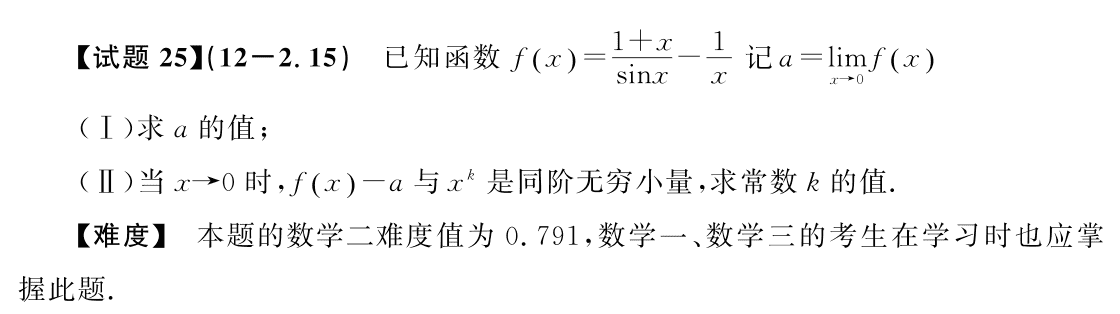 【试题 25】(12-2.15) 已知函数 f(x)=\frac{1+x}{\sin x}-\frac{1}{x} 记 a=\lim_{x→0} f(x)
(Ⅰ)求 a 的值;
(Ⅱ)当 x→0 时,f(x)-a 与 x^k 是同阶无穷小量,求常数 k 的值.
【难度】 本题的数学二难度值为 0.791,数学一、数学三的考生在学习时也应掌
握此题.